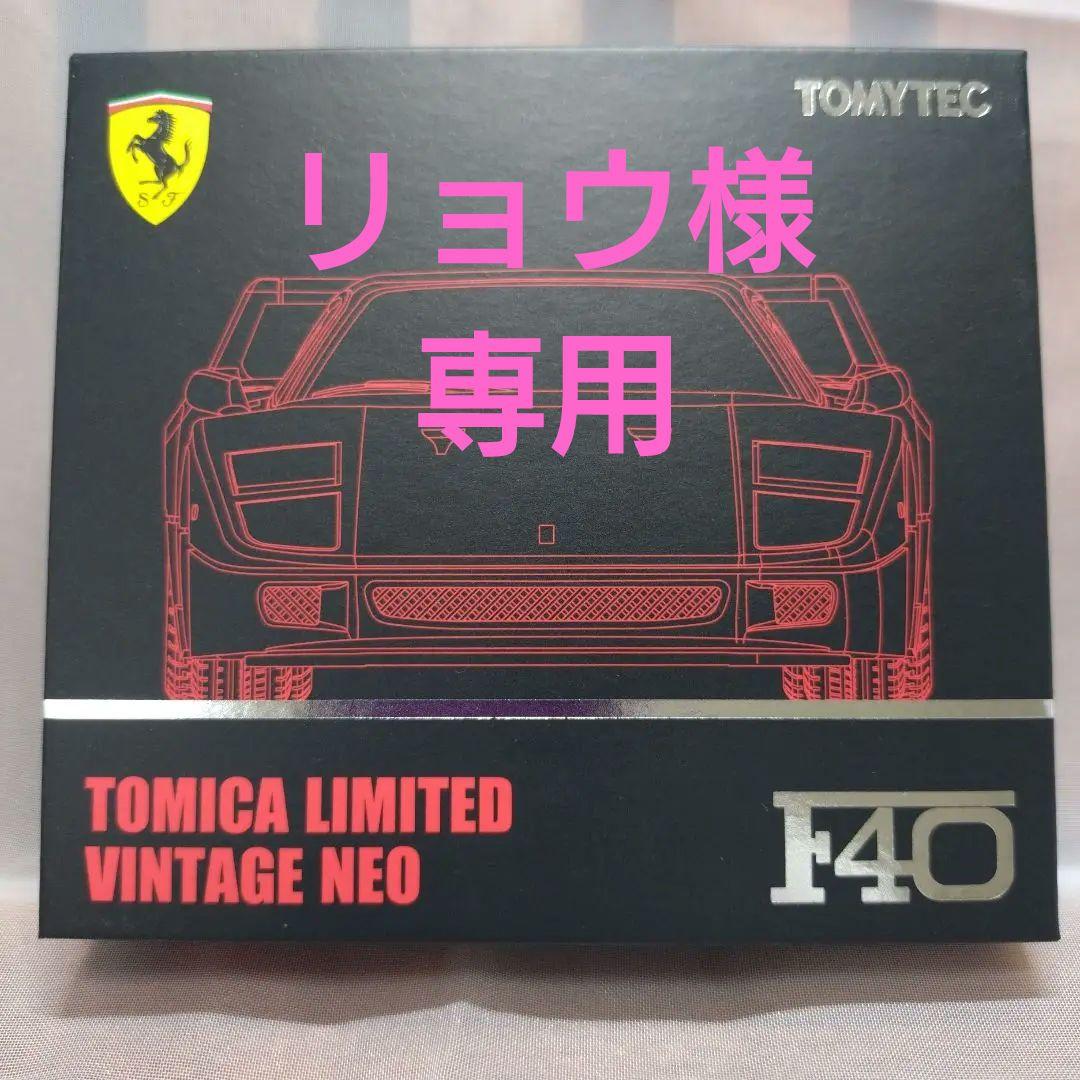 TOMYTEC
S F
リョウ様
専用
TOMICA LIMITED
VINTAGE NEO
F40